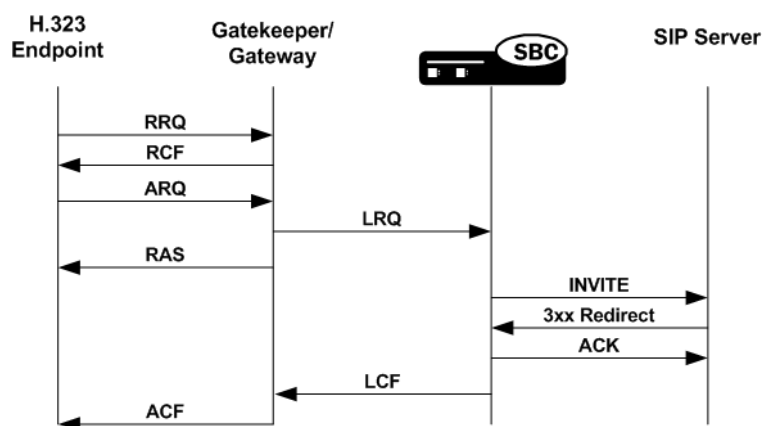 H.323
Endpoint
Gatekeeper/
Gateway
SBC
SIP Server
RRQ
RCF
ARQ
LRQ
RAS
INVITE
3xx Redirect
ACK
LCF
ACF